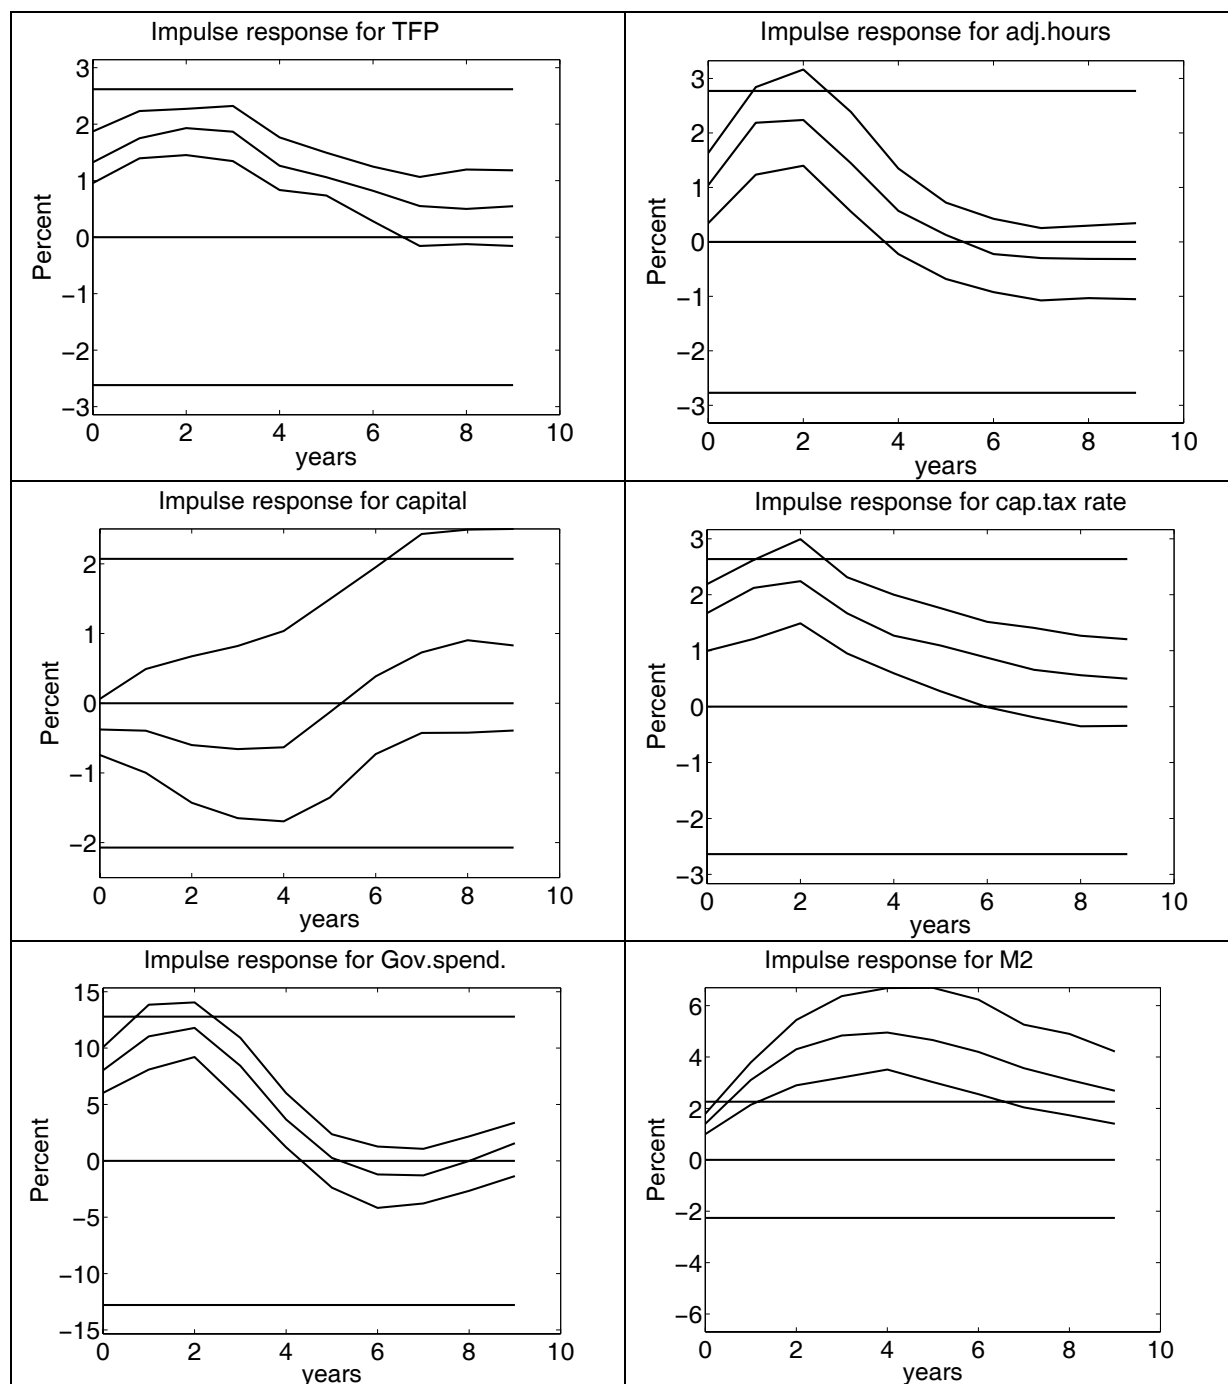 Impulse response for TFP
3
2
1
0
−1
−2
−3
Percent
0 2 4 6 8 10
years
Impulse response for adj.hours
3
2
1
0
−1
−2
−3
Percent
0 2 4 6 8 10
years
Impulse response for capital
2
1
0
−1
−2
Percent
0 2 4 6 8 10
years
Impulse response for cap.tax rate
3
2
1
0
−1
−2
−3
Percent
0 2 4 6 8 10
years
Impulse response for Gov.spend.
15
10
5
0
−5
−10
−15
Percent
0 2 4 6 8 10
years
Impulse response for M2
6
4
2
0
−2
−4
−6
Percent
0 2 4 6 8 10
years